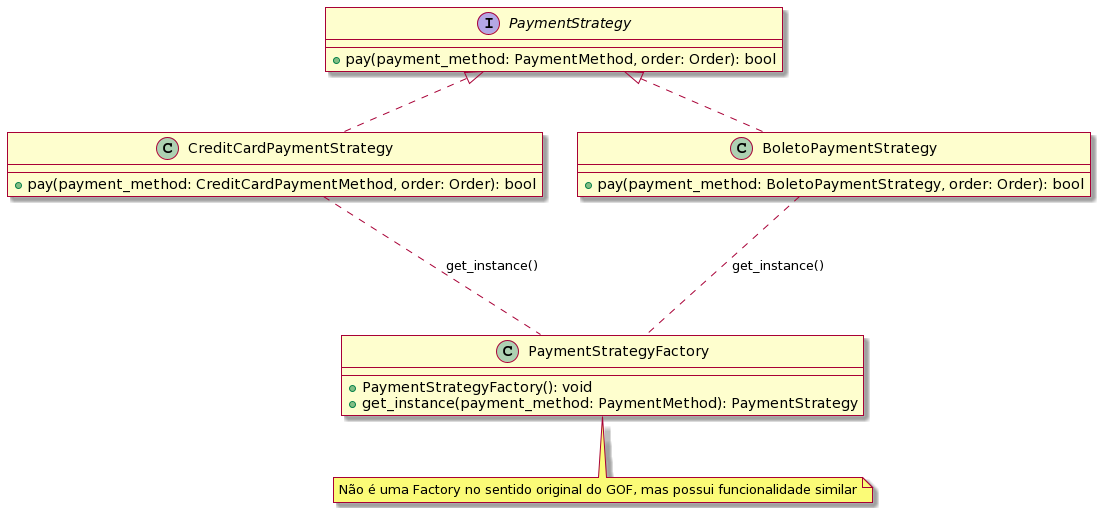 I PaymentStrategy
pay(payment_method: PaymentMethod, order: Order): bool
C CreditCardPaymentStrategy
pay(payment_method: CreditCardPaymentMethod, order: Order): bool
C BoletoPaymentStrategy
pay(payment_method: BoletoPaymentStrategy, order: Order): bool
get_instance()
get_instance()
C PaymentStrategyFactory
PaymentStrategyFactory(): void
get_instance(payment_method: PaymentMethod): PaymentStrategy
Não é uma Factory no sentido original do GOF, mas possui funcionalidade similar